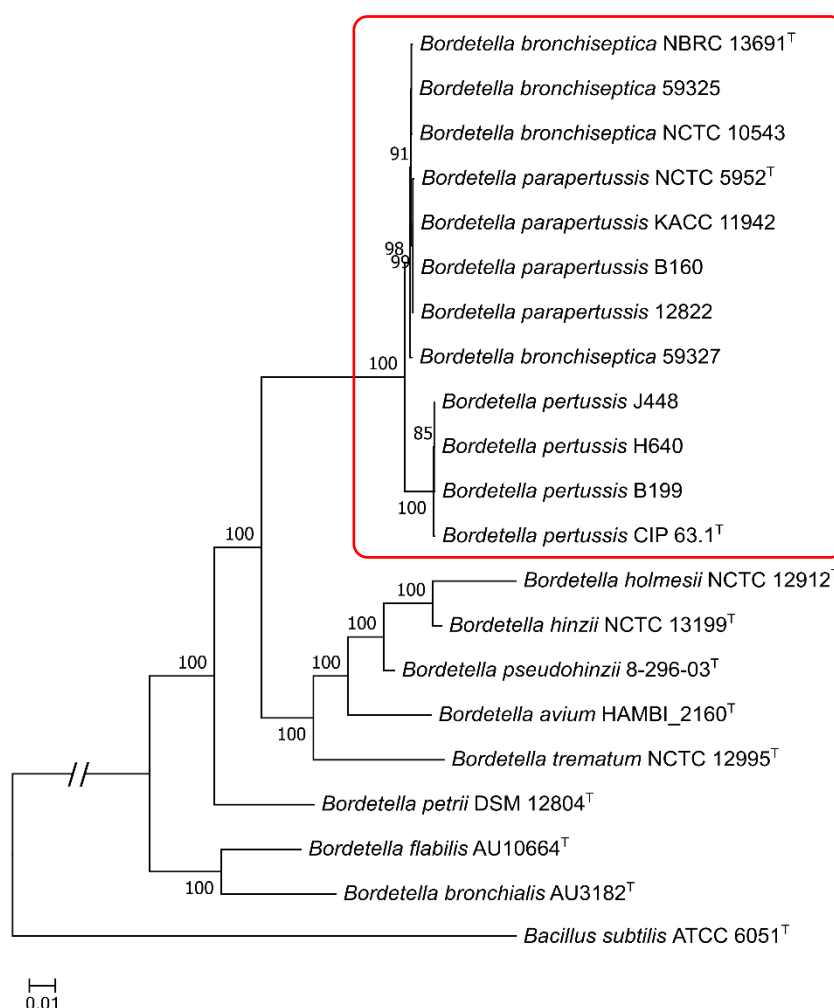 Bordetella bronchiseptica NBRC 13691ᵀ
Bordetella bronchiseptica 59325
Bordetella bronchiseptica NCTC 10543
91
Bordetella parapertussis NCTC 5952ᵀ
Bordetella parapertussis KACC 11942
98
99
Bordetella parapertussis B160
Bordetella parapertussis 12822
100
Bordetella bronchiseptica 59327
Bordetella pertussis J448
85
Bordetella pertussis H640
Bordetella pertussis B199
100
Bordetella pertussis CIP 63.1ᵀ
100
Bordetella holmesii NCTC 12912ᵀ
100
Bordetella hinzii NCTC 13199ᵀ
100
Bordetella pseudohinzii 8-296-03ᵀ
100
100
Bordetella avium HAMBI_2160ᵀ
100
Bordetella trematum NCTC 12995ᵀ
Bordetella petrii DSM 12804ᵀ
Bordetella flabilis AU10664ᵀ
100
Bordetella bronchialis AU3182ᵀ
Bacillus subtilis ATCC 6051ᵀ
0.01